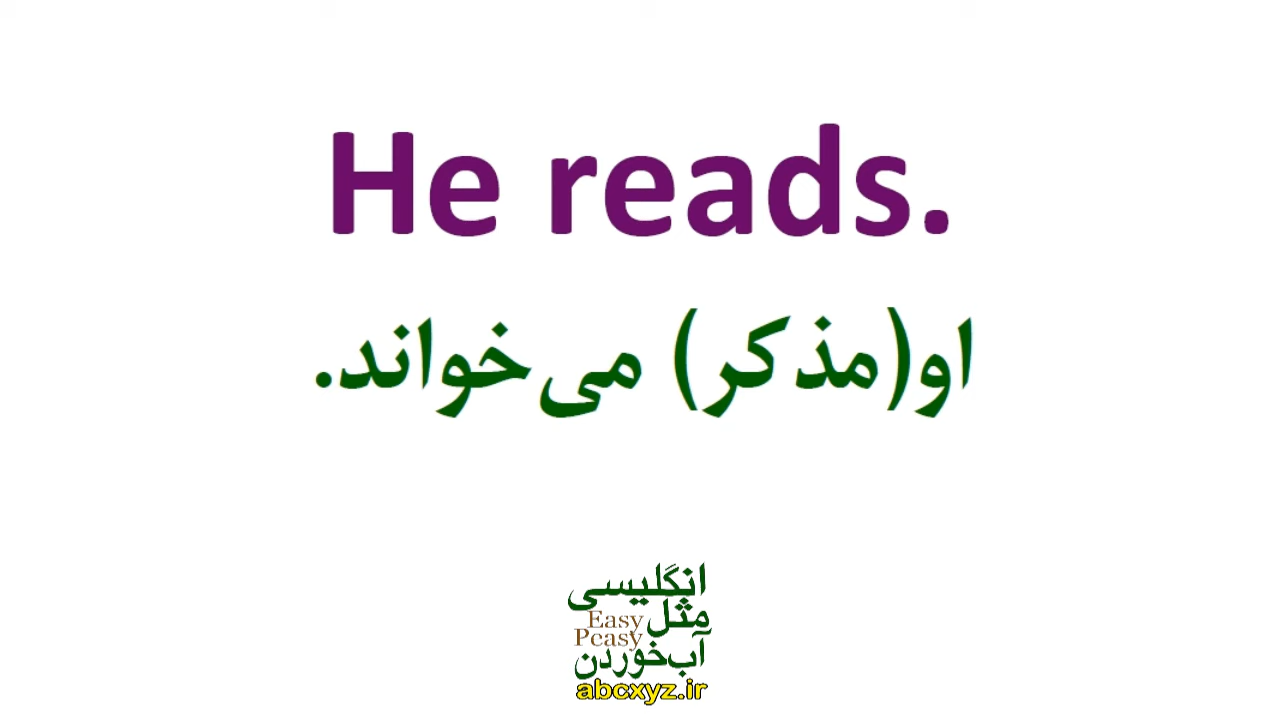 He reads.
او(مذکر) می‌خواند.
انگلیسی
مثل Easy
Peasy
آب‌خوردن
abcxyz.ir